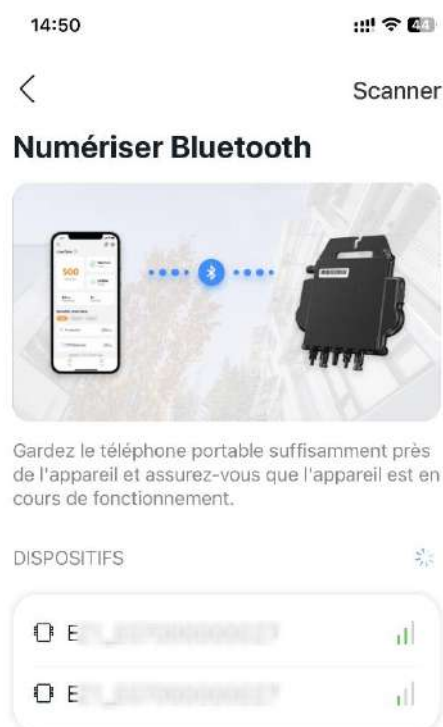 14:50
44
Scanner
Numériser Bluetooth
500
Gardez le téléphone portable suffisamment près
de l'appareil et assurez-vous que l'appareil est en
cours de fonctionnement.
DISPOSITIFS
E
E